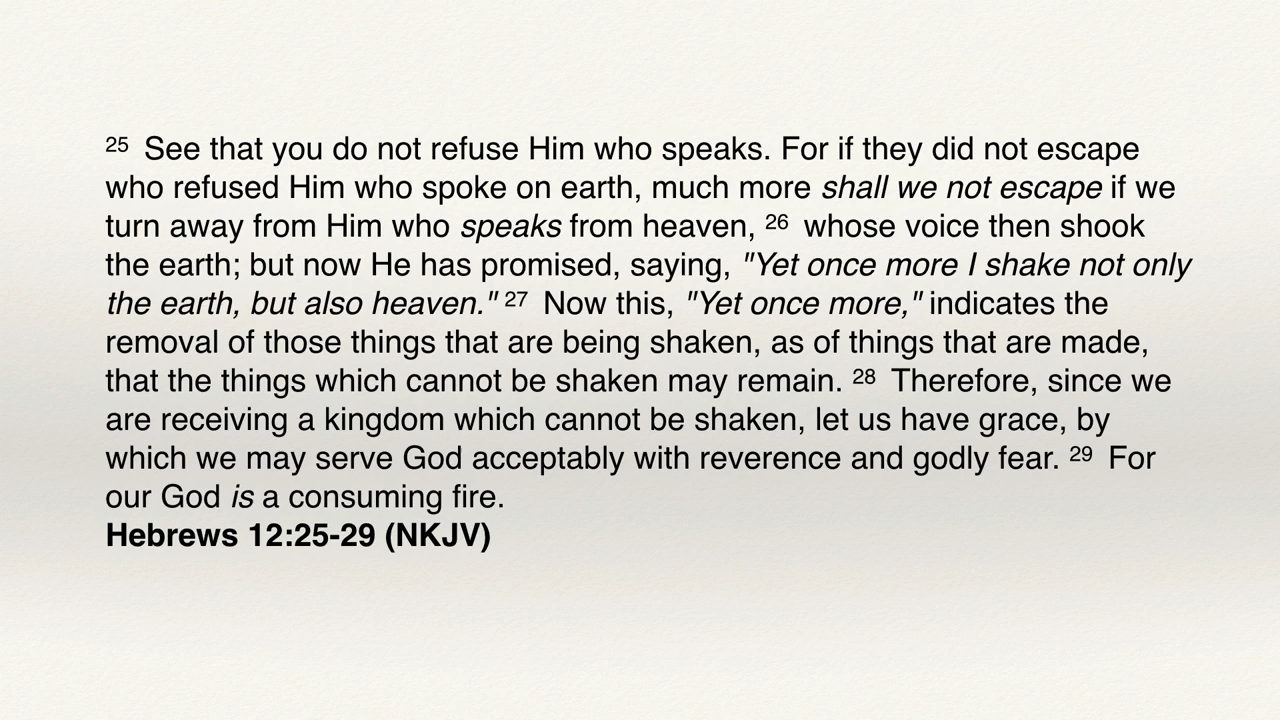 25 See that you do not refuse Him who speaks. For if they did not escape
who refused Him who spoke on earth, much more shall we not escape if we
turn away from Him who speaks from heaven, 26 whose voice then shook
the earth; but now He has promised, saying, "Yet once more I shake not only
the earth, but also heaven." 27 Now this, "Yet once more," indicates the
removal of those things that are being shaken, as of things that are made,
that the things which cannot be shaken may remain. 28 Therefore, since we
are receiving a kingdom which cannot be shaken, let us have grace, by
which we may serve God acceptably with reverence and godly fear. 29 For
our God is a consuming fire.
Hebrews 12:25-29 (NKJV)